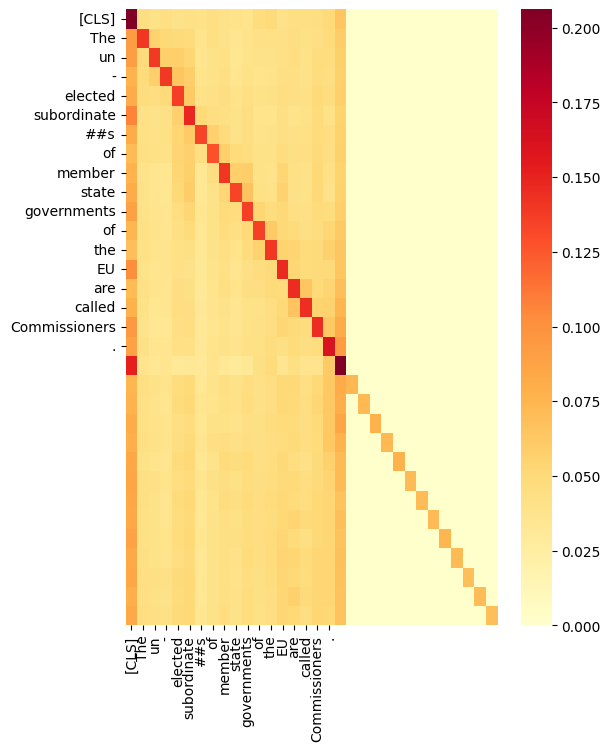 [CLS]
The
un
-
elected
subordinate
##s
of
member
state
governments
of
the
EU
are
called
Commissioners
.
0.200
0.175
0.150
0.125
0.100
0.075
0.050
0.025
0.000
[CLS]
The
un
-
elected
subordinate
##s
of
member
state
governments
of
the
EU
are
called
Commissioners
.